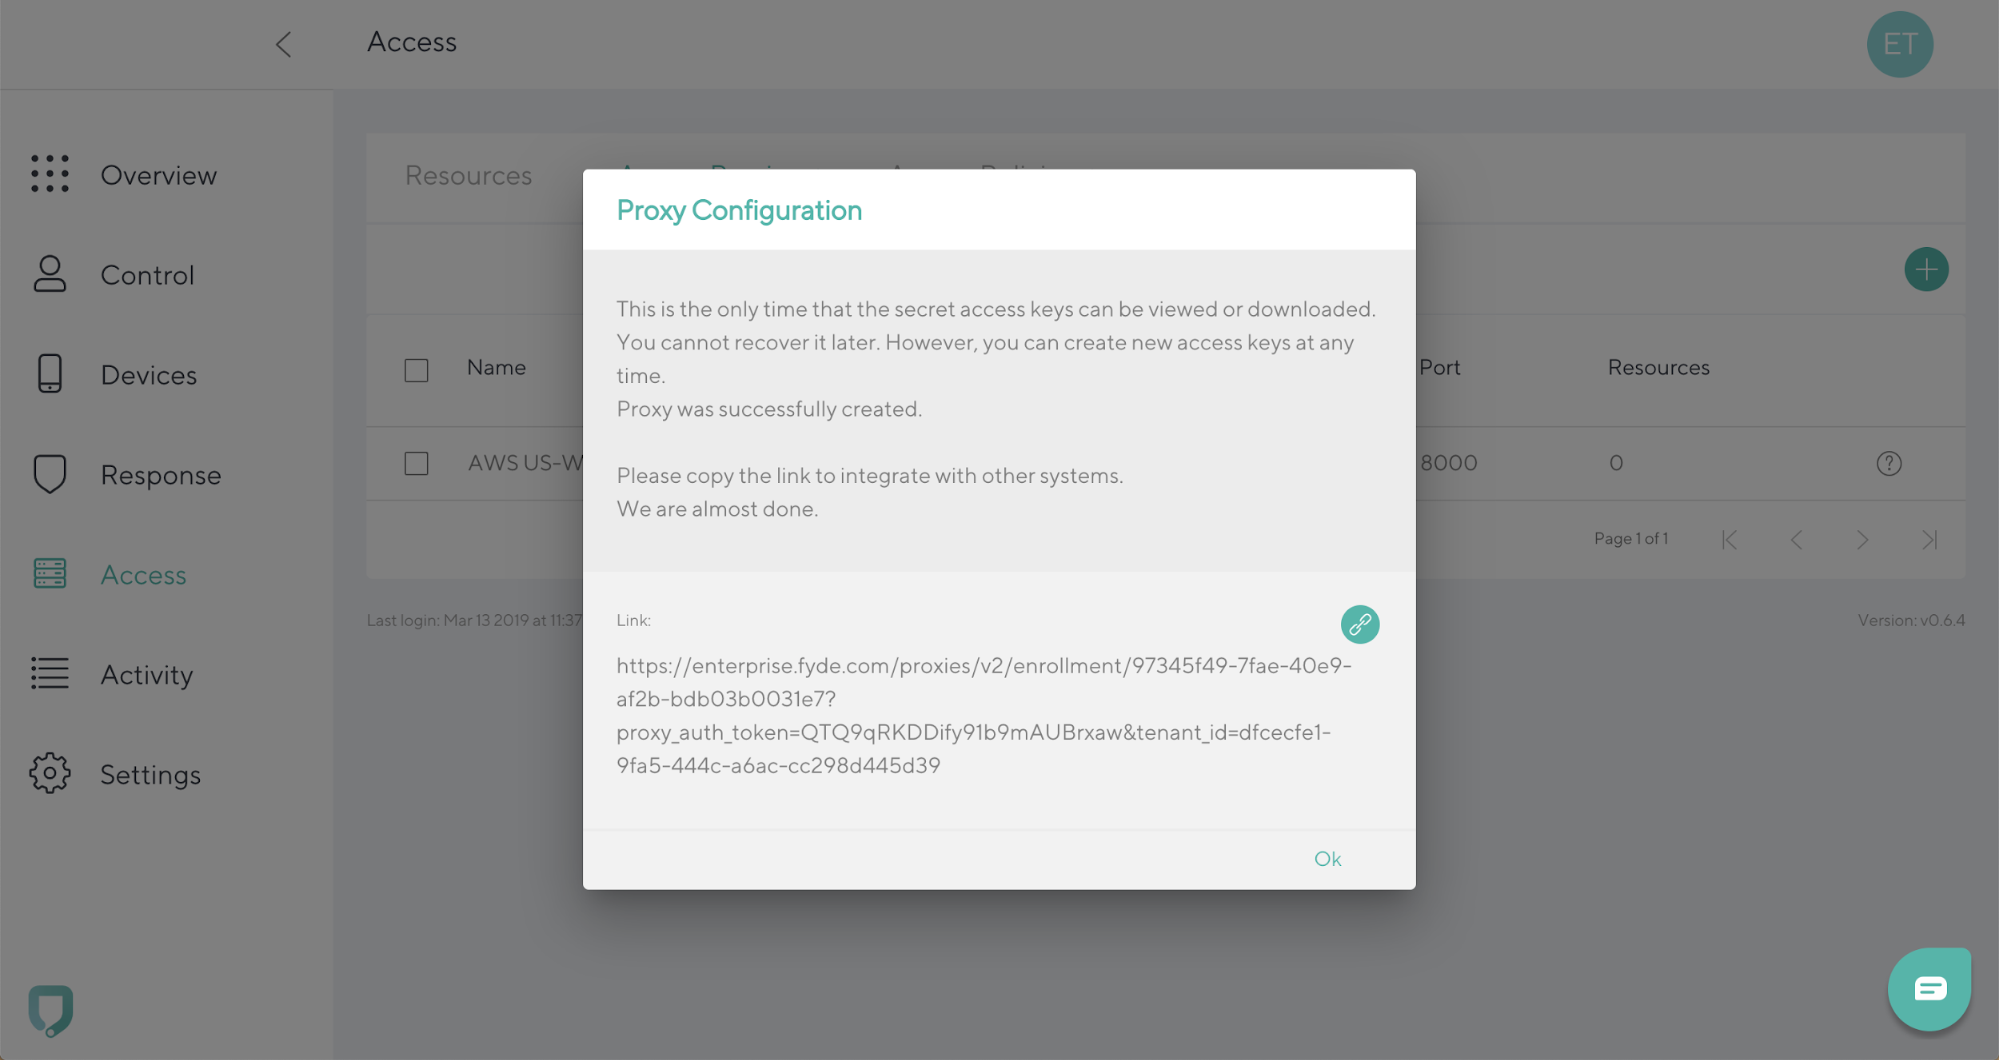 Access
ET
Overview
Control
Devices
Response
Access
Activity
Settings
Resources
Name
Port
Resources
AWS US-W
8000
0
?
Page 1 of 1
Last login: Mar 13 2019 at 11:37
Version: v0.6.4
Proxy Configuration
This is the only time that the secret access keys can be viewed or downloaded.
You cannot recover it later. However, you can create new access keys at any
time.
Proxy was successfully created.
Please copy the link to integrate with other systems.
We are almost done.
Link:
https://enterprise.fyde.com/proxies/v2/enrollment/97345f49-7fae-40e9-
af2b-bdb03b0031e7?
proxy_auth_token=QTQ9qRKDDify91b9mAUBrxaw&tenant_id=dfcecfe1-
9fa5-444c-a6ac-cc298d445d39
Ok